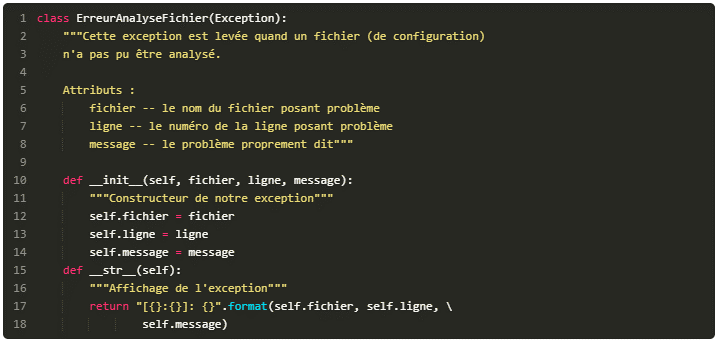 1 class ErreurAnalyseFichier(Exception):
2     """Cette exception est levée quand un fichier (de configuration)
3     n'a pas pu être analysé.
4
5     Attributs :
6         fichier -- le nom du fichier posant problème
7         ligne -- le numéro de la ligne posant problème
8         message -- le problème proprement dit"""
9
10     def __init__(self, fichier, ligne, message):
11         """Constructeur de notre exception"""
12         self.fichier = fichier
13         self.ligne = ligne
14         self.message = message
15     def __str__(self):
16         """Affichage de l'exception"""
17         return "[{}:{}]: {}".format(self.fichier, self.ligne, \
18                 self.message)